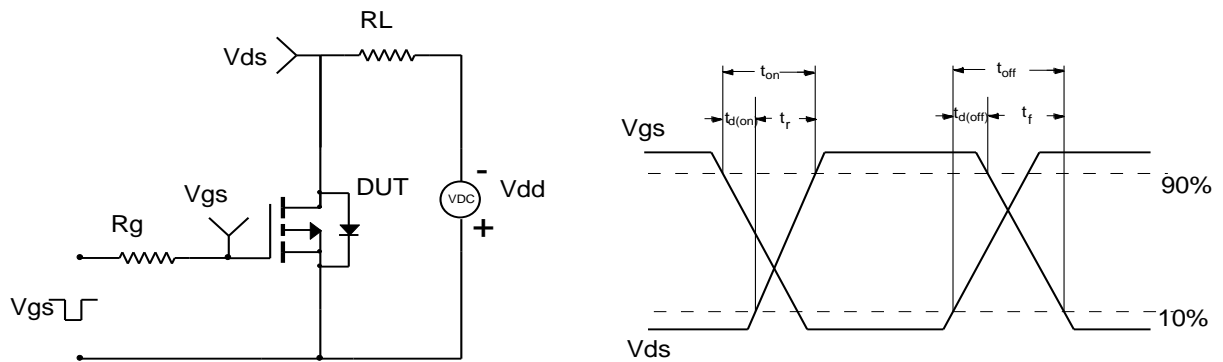 RL
Vds
Vgs
DUT
-
VDC
Vdd
+
Rg
Vgs
ton
toff
td(on)
tr
td(off)
tf
Vgs
90%
10%
Vds